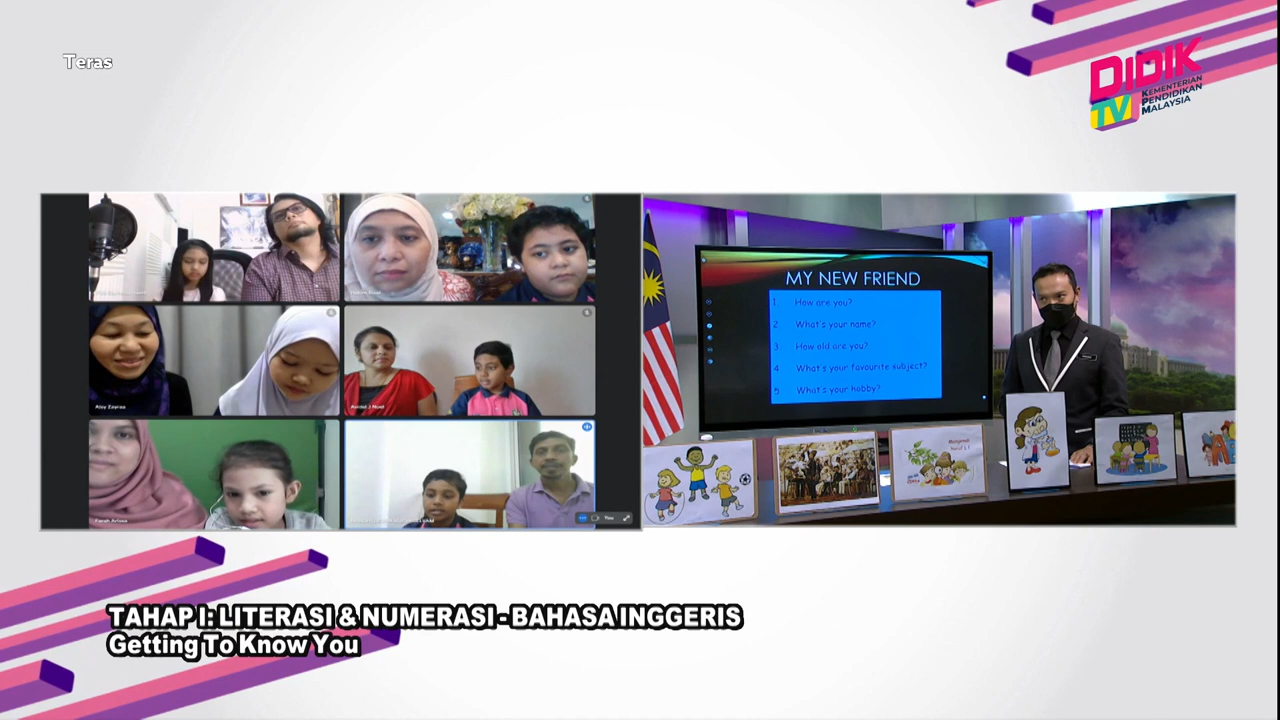 Teras
DIDIK
TV
KEMENTERIAN
PENDIDIKAN
MALAYSIA
MY NEW FRIEND
1 How are you?
2 What's your name?
3 How old are you?
4 What's your favourite subject?
5 What's your hobby?
You
TAHAP I: LITERASI & NUMERASI - BAHASA INGGERIS
Getting To Know You